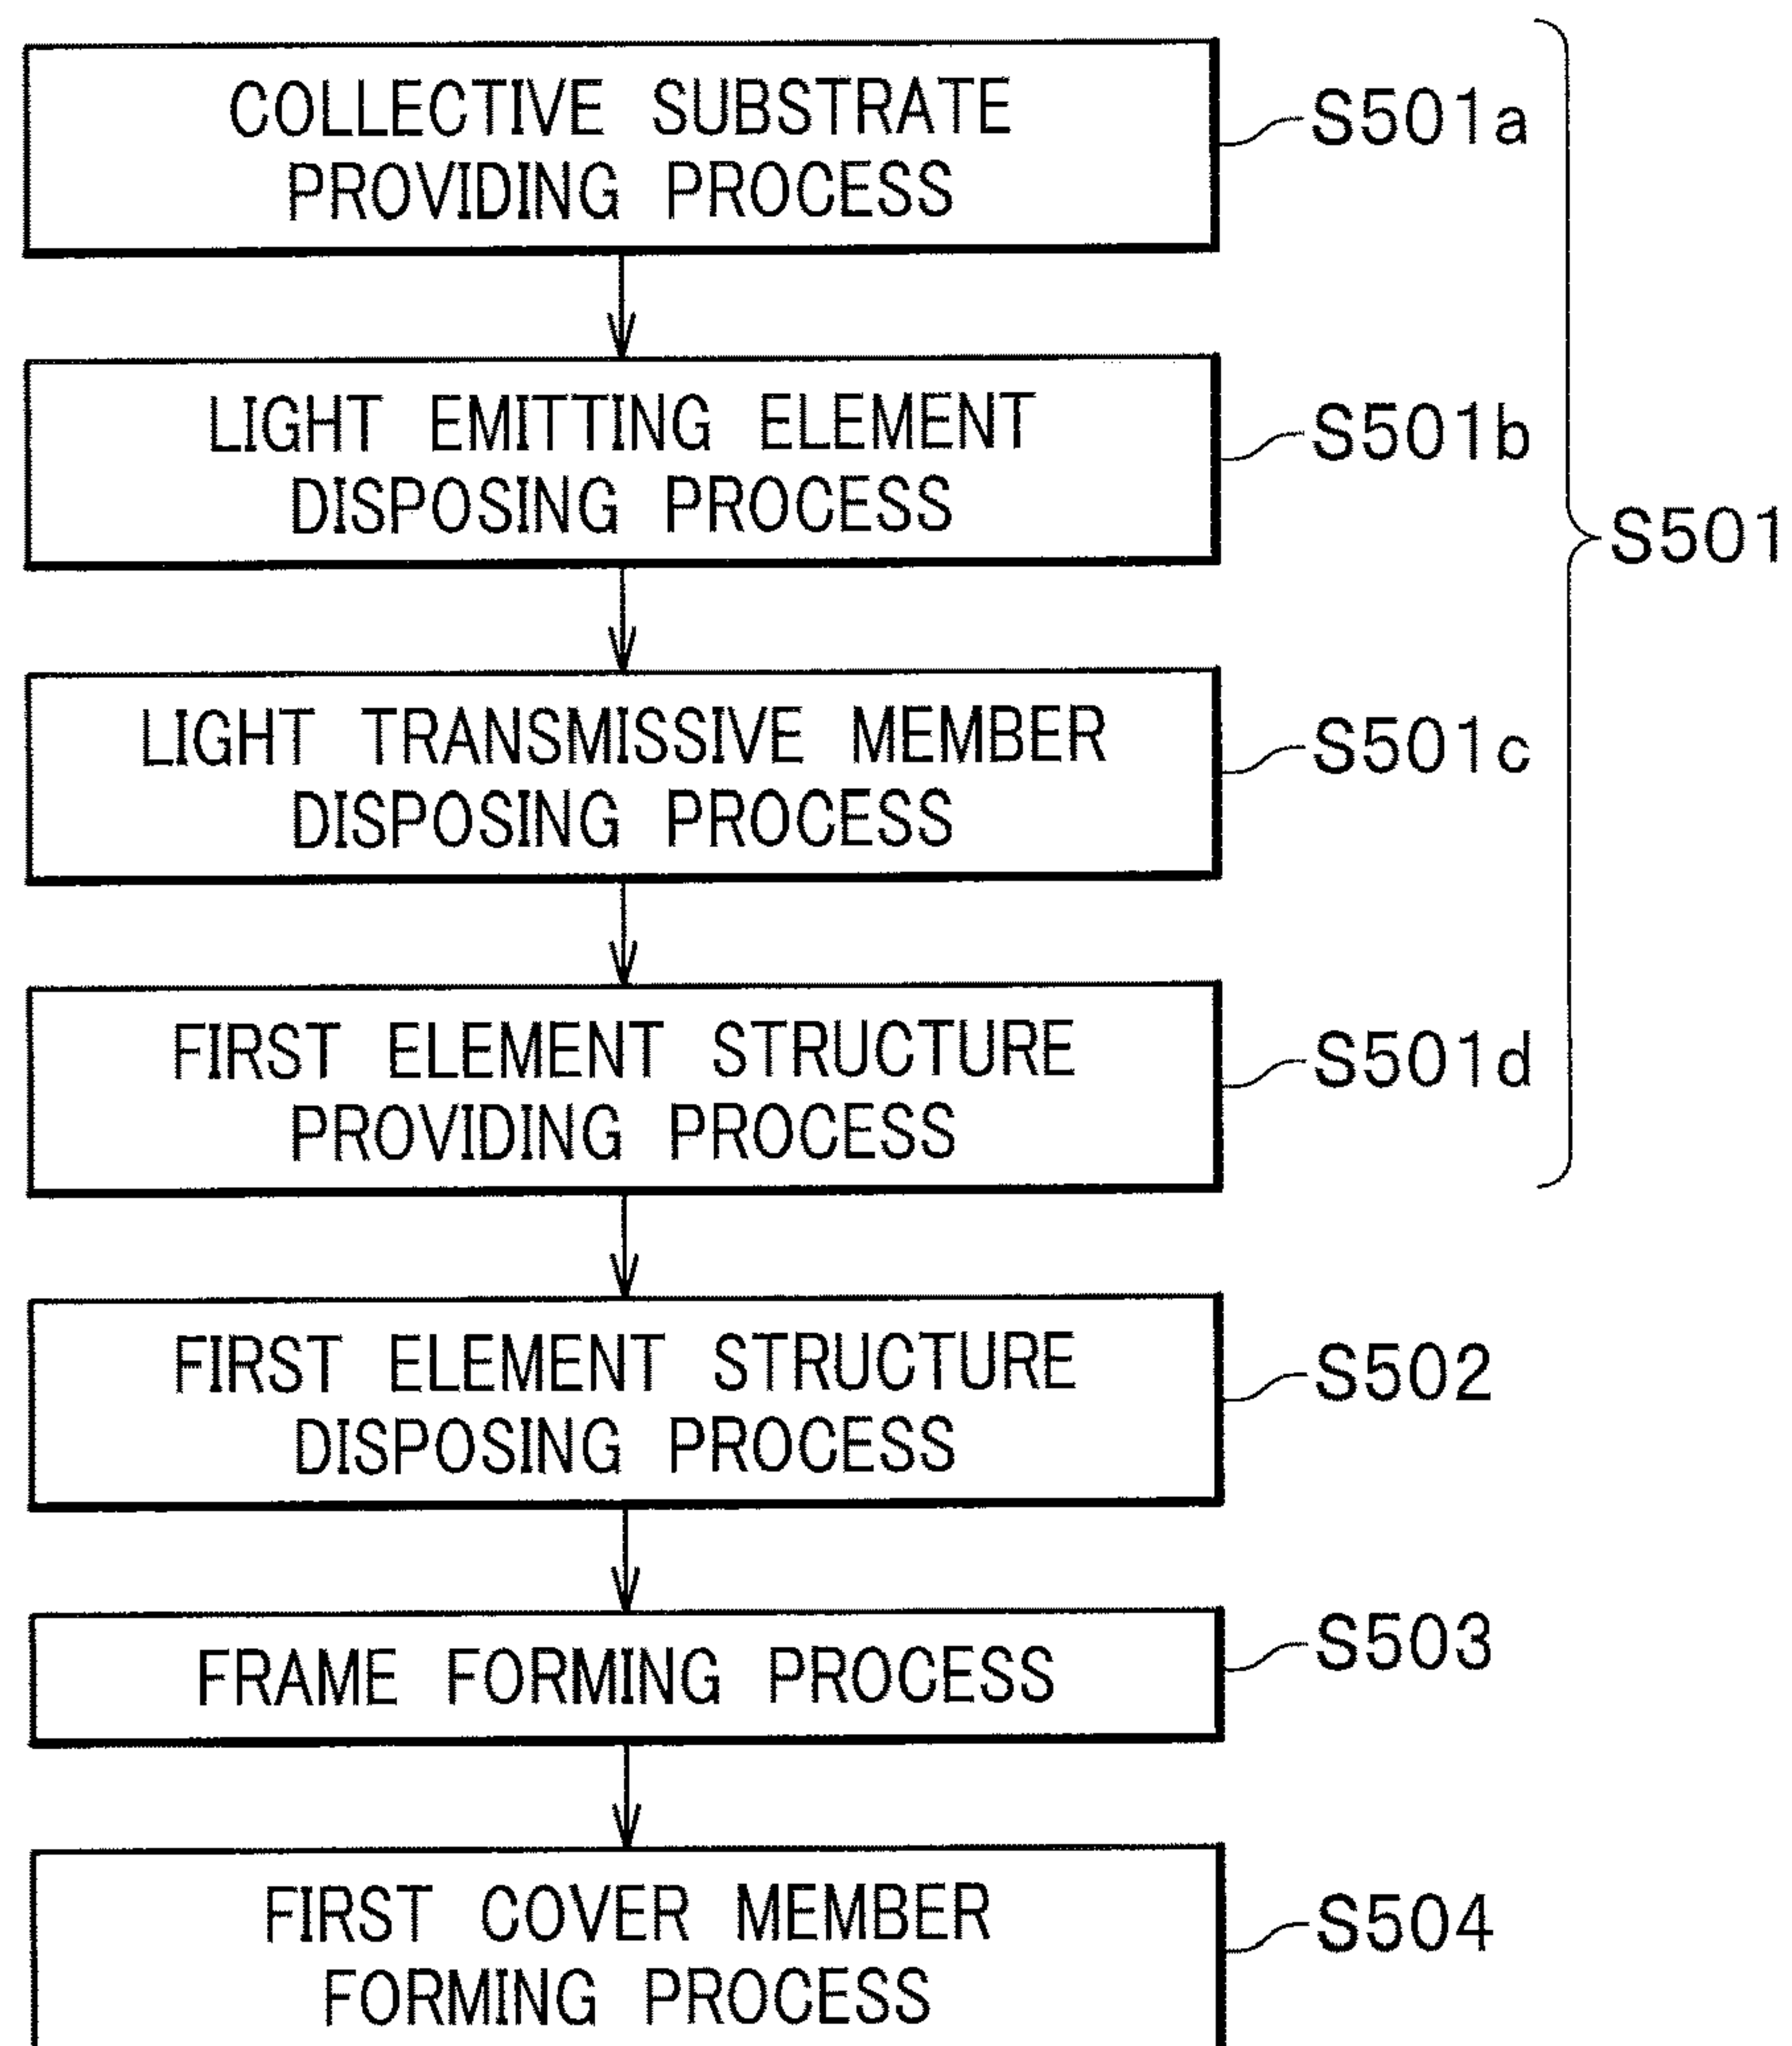 COLLECTIVE SUBSTRATE
PROVIDING PROCESS
S501a
LIGHT EMITTING ELEMENT
DISPOSING PROCESS
S501b
S501
LIGHT TRANSMISSIVE MEMBER
DISPOSING PROCESS
S501c
FIRST ELEMENT STRUCTURE
PROVIDING PROCESS
S501d
FIRST ELEMENT STRUCTURE
DISPOSING PROCESS
S502
FRAME FORMING PROCESS
S503
FIRST COVER MEMBER
FORMING PROCESS
S504